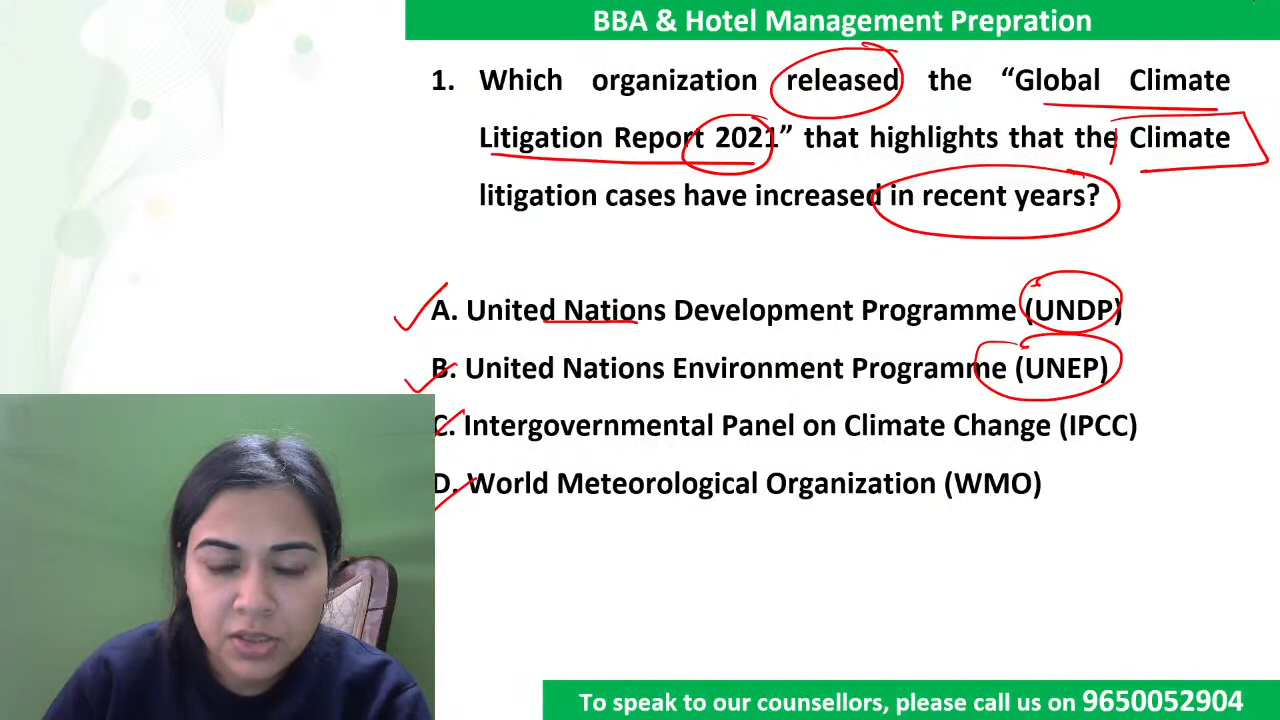 BBA & Hotel Management Prepration
1. Which organization released the “Global Climate
Litigation Report 2021” that highlights that the Climate
litigation cases have increased in recent years?
A. United Nations Development Programme (UNDP)
B. United Nations Environment Programme (UNEP)
C. Intergovernmental Panel on Climate Change (IPCC)
D. World Meteorological Organization (WMO)
To speak to our counsellors, please call us on 9650052904